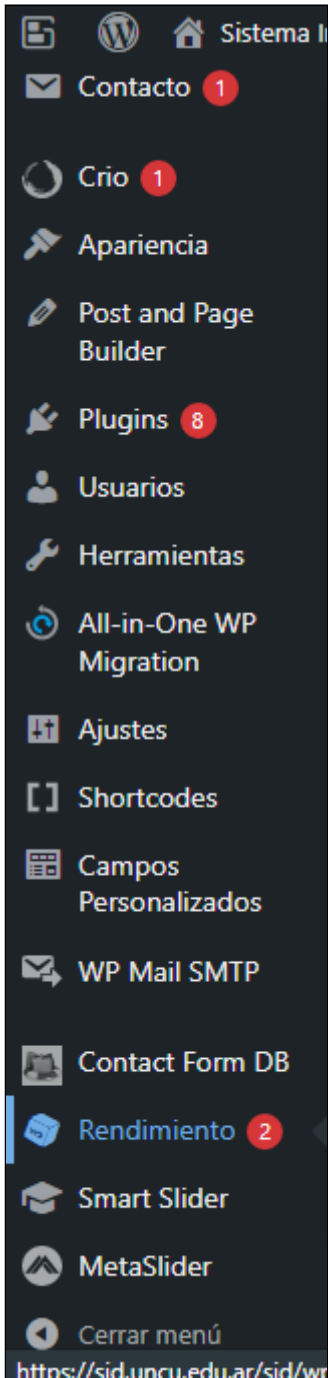 Sistema I
Contacto 1
Crio 1
Apariencia
Post and Page
Builder
Plugins 8
Usuarios
Herramientas
All-in-One WP
Migration
Ajustes
Shortcodes
Campos
Personalizados
WP Mail SMTP
Contact Form DB
Rendimiento 2
Smart Slider
MetaSlider
Cerrar menú
https://sid.uncu.edu.ar/sid/wp